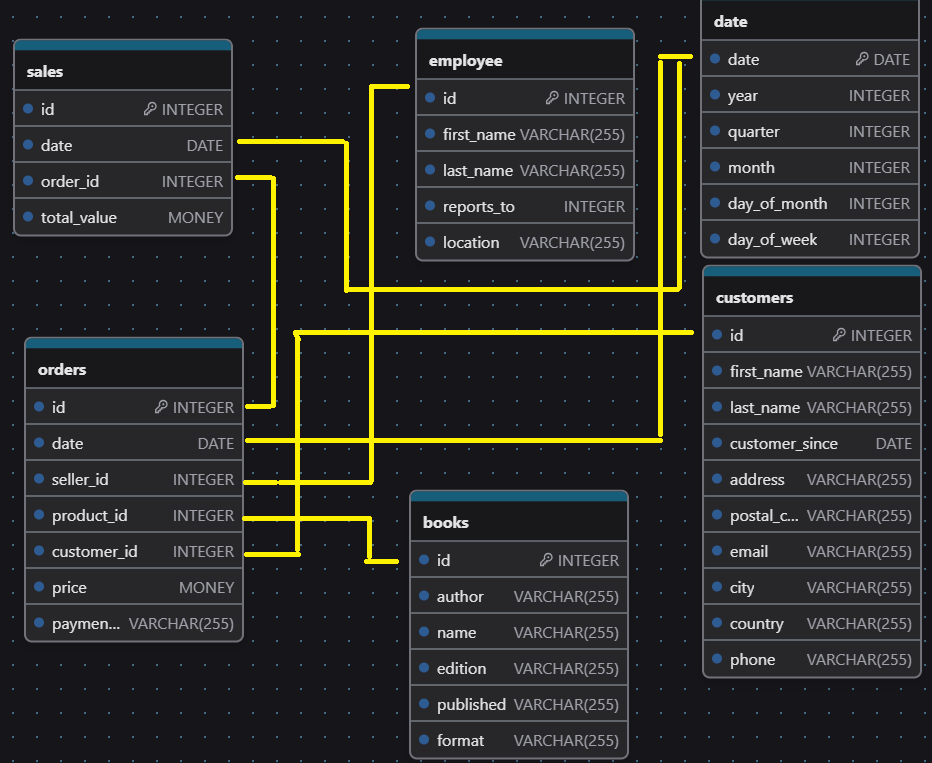 sales
id INTEGER
date DATE
order_id INTEGER
total_value MONEY
employee
id INTEGER
first_name VARCHAR(255)
last_name VARCHAR(255)
reports_to INTEGER
location VARCHAR(255)
date
date DATE
year INTEGER
quarter INTEGER
month INTEGER
day_of_month INTEGER
day_of_week INTEGER
orders
id INTEGER
date DATE
seller_id INTEGER
product_id INTEGER
customer_id INTEGER
price MONEY
paymen... VARCHAR(255)
books
id INTEGER
author VARCHAR(255)
name VARCHAR(255)
edition VARCHAR(255)
published VARCHAR(255)
format VARCHAR(255)
customers
id INTEGER
first_name VARCHAR(255)
last_name VARCHAR(255)
customer_since DATE
address VARCHAR(255)
postal_c... VARCHAR(255)
email VARCHAR(255)
city VARCHAR(255)
country VARCHAR(255)
phone VARCHAR(255)